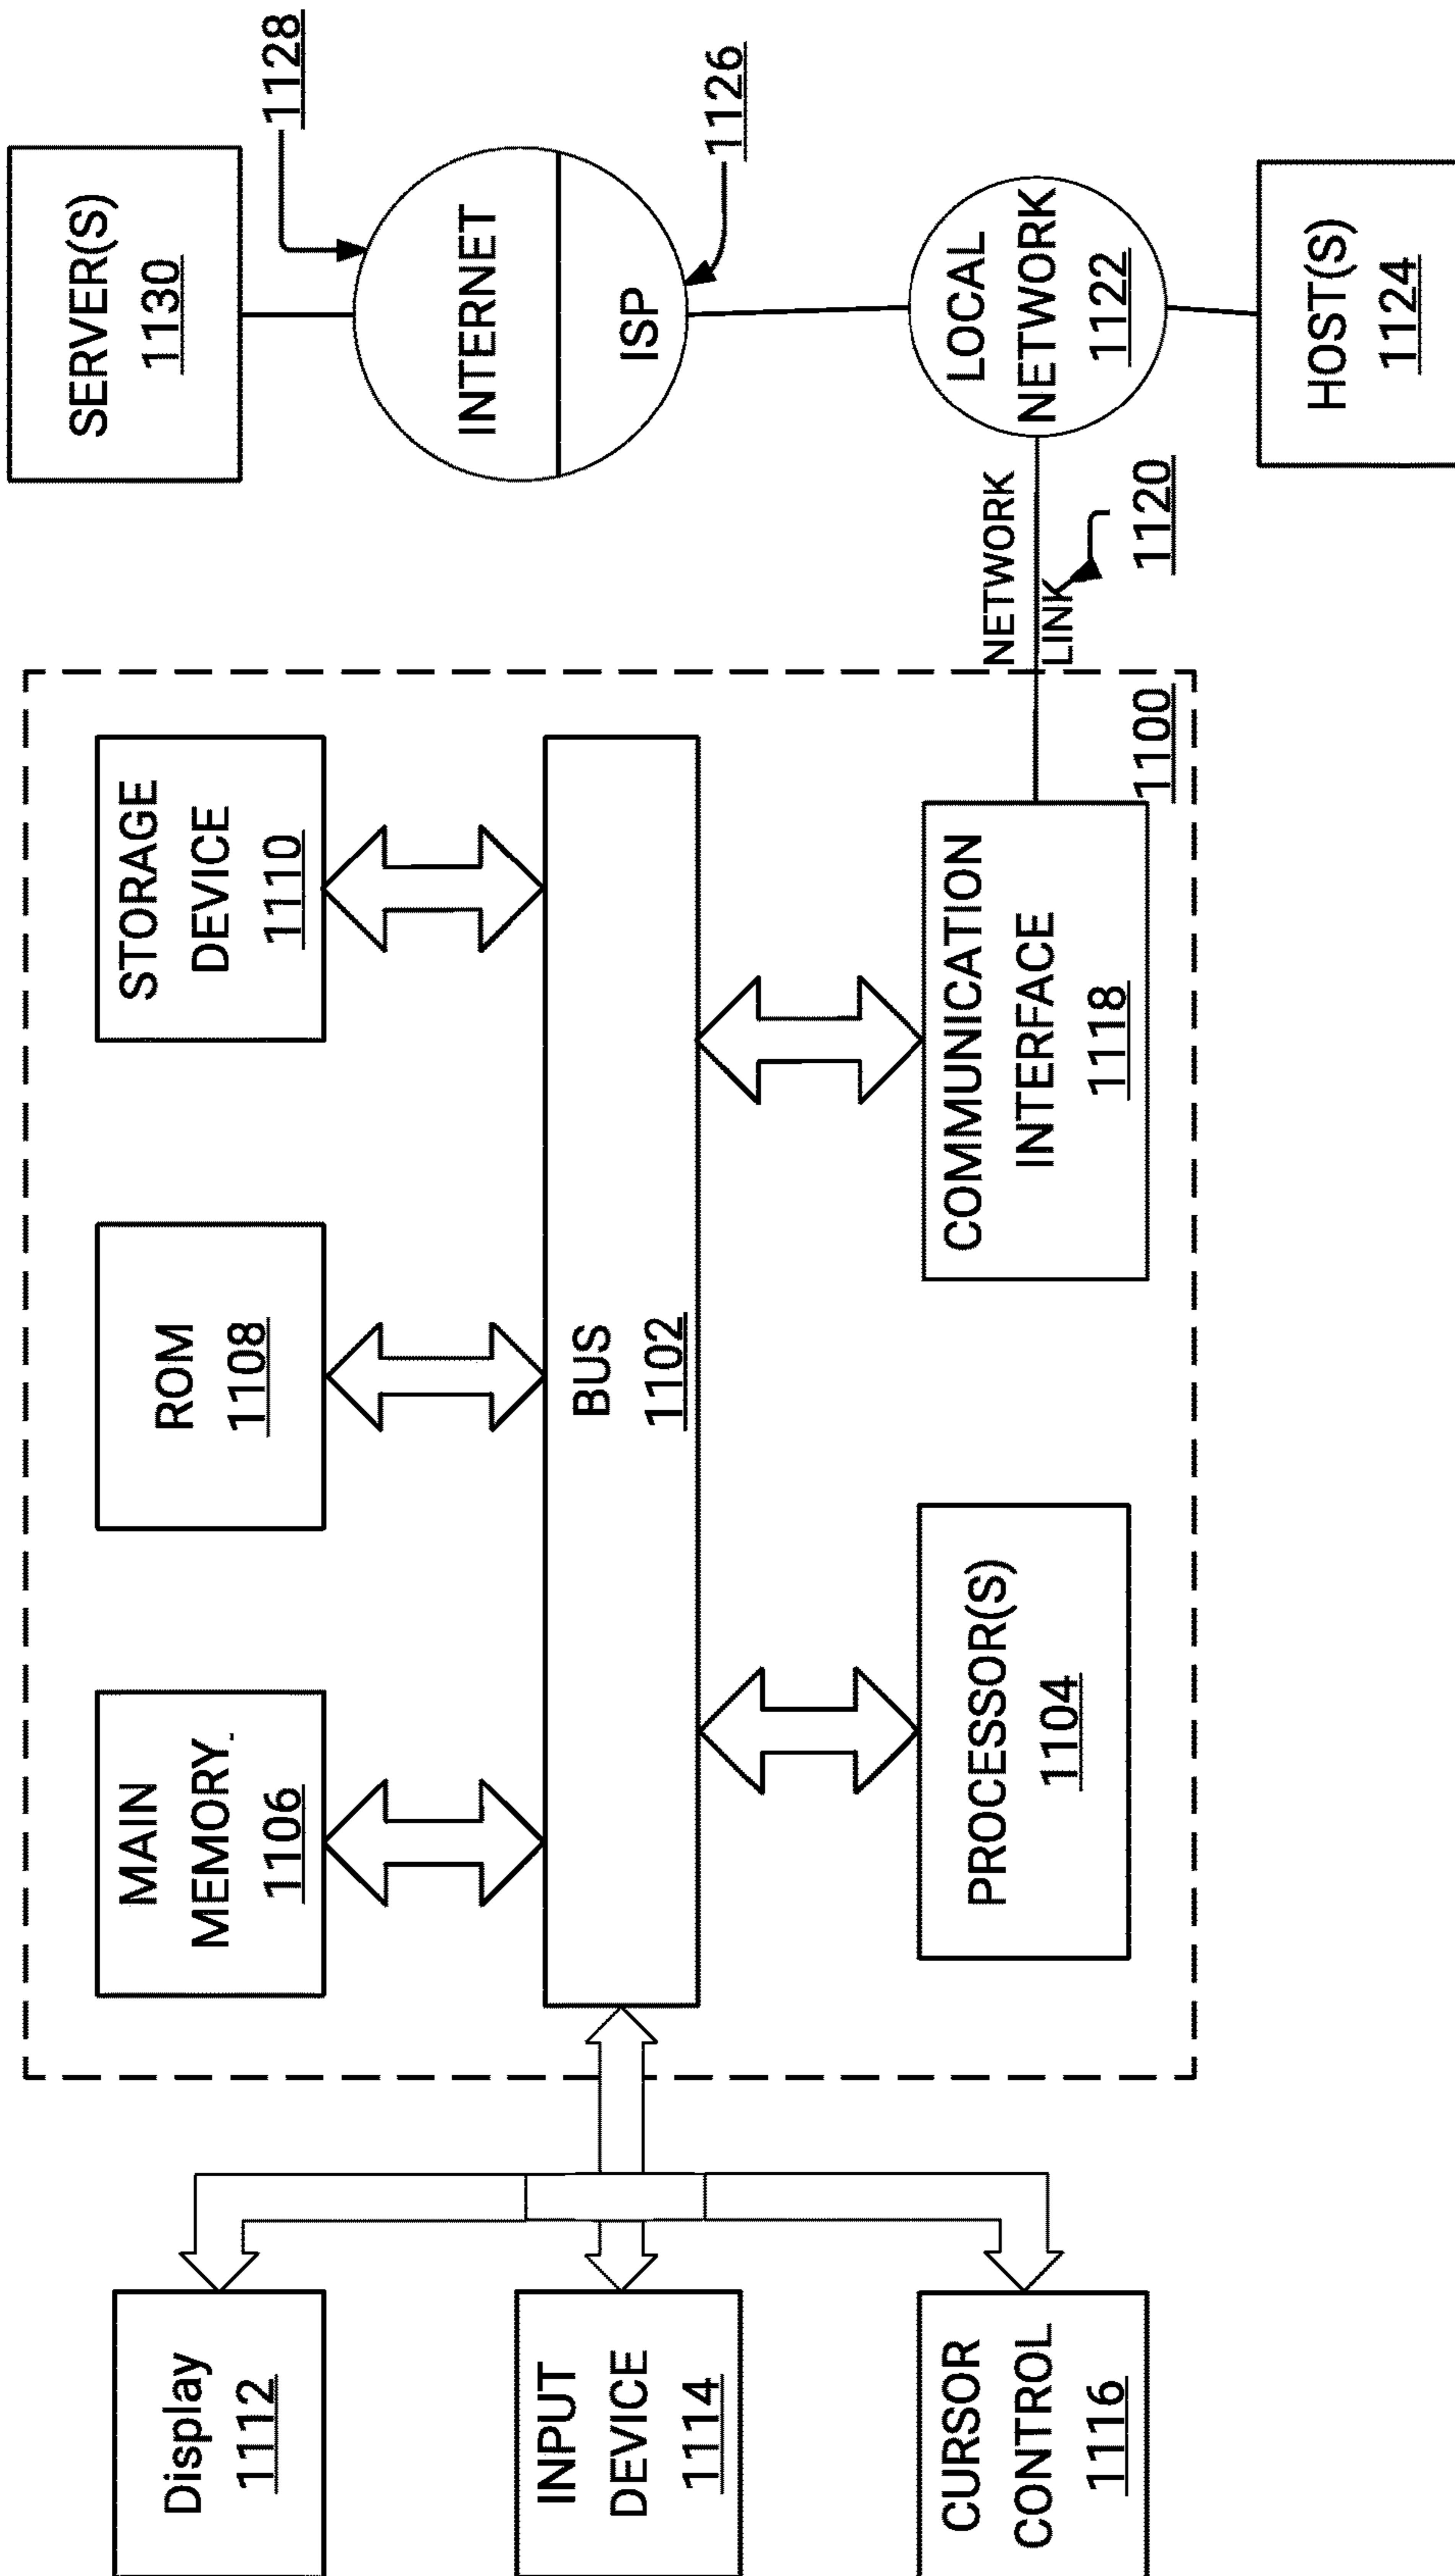 Display
1112
INPUT
DEVICE
1114
CURSOR
CONTROL
1116
MAIN
MEMORY
1106
ROM
1108
STORAGE
DEVICE
1110
BUS
1102
PROCESSOR(S)
1104
COMMUNICATION
INTERFACE
1118
1100
NETWORK
LINK
1120
SERVER(S)
1130
1128
INTERNET
ISP
1126
LOCAL
NETWORK
1122
HOST(S)
1124